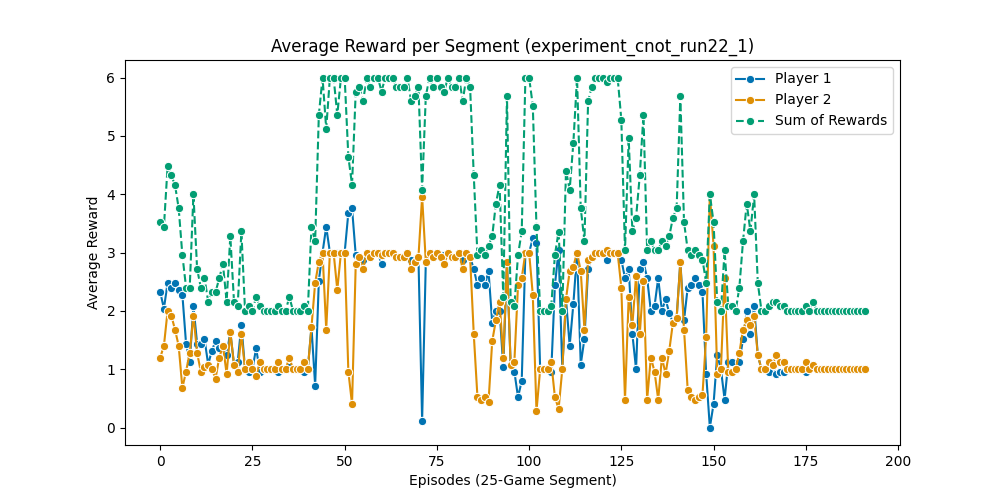 Average Reward per Segment (experiment_cnot_run22_1)
Player 1
Player 2
Sum of Rewards
Average Reward
6
5
4
3
2
1
0
0 25 50 75 100 125 150 175 200
Episodes (25-Game Segment)